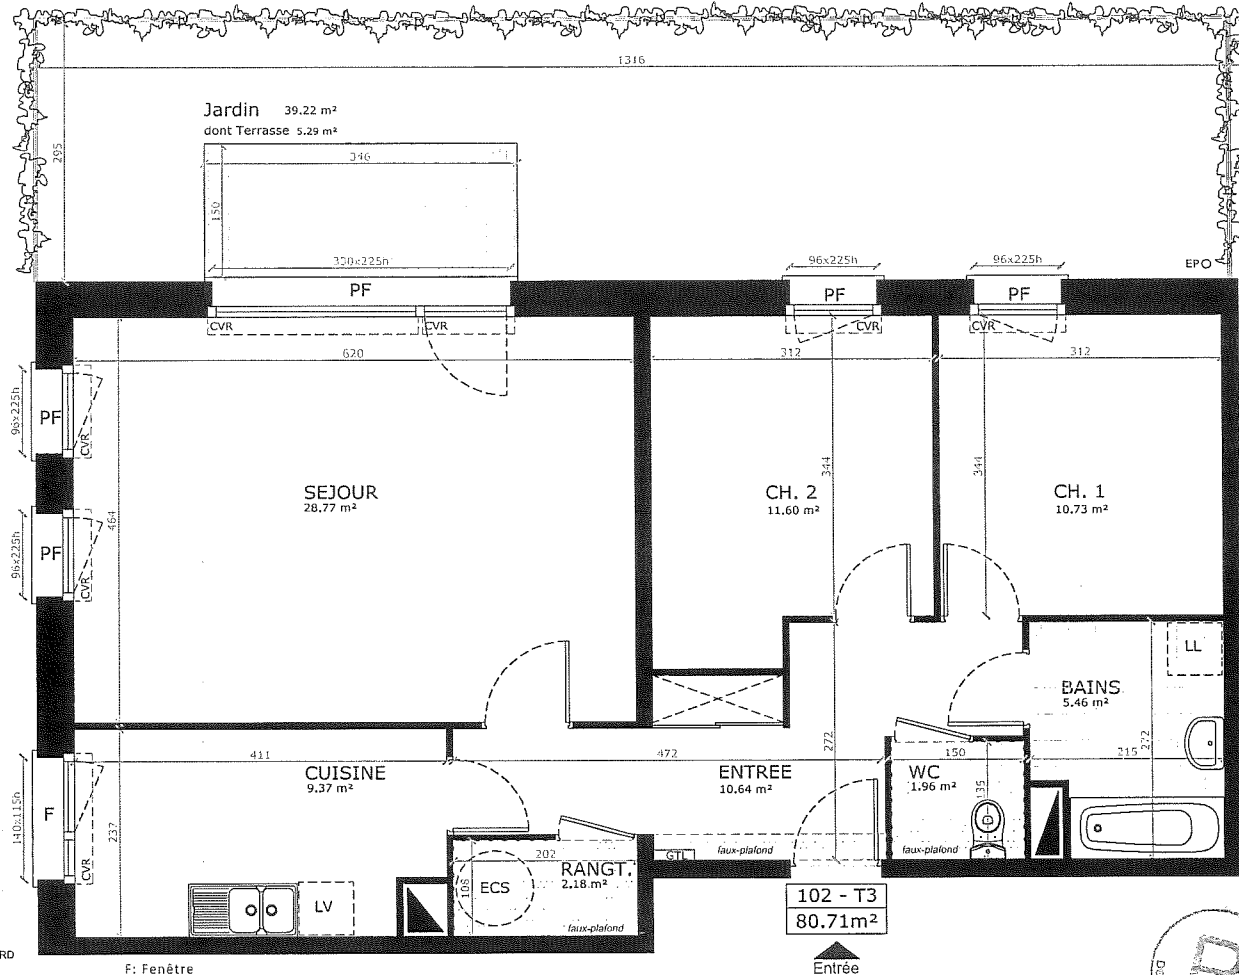 1316
Jardin 39.22 m²
dont Terrasse 5.29 m²
295
346
150
300x225h
96x225h
96x225h
EP
PF
PF
PF
CVR
CVR
CVR
CVR
620
312
312
96x225h
PF
CVR
344
344
SEJOUR
28.77 m²
CH. 2
11.60 m²
CH. 1
10.73 m²
464
96x225h
PF
CVR
LL
BAINS
5.46 m²
411
472
272
150
215
272
CUISINE
9.37 m²
ENTREE
10.64 m²
WC
1.96 m²
135
140x115h
F
CVR
237
202
faux-plafond
faux-plafond
GTL
RANGT.
2.18 m²
108
ECS
LV
faux-plafond
102 - T3
80.71m²
Entrée
RD
F: Fenêtre